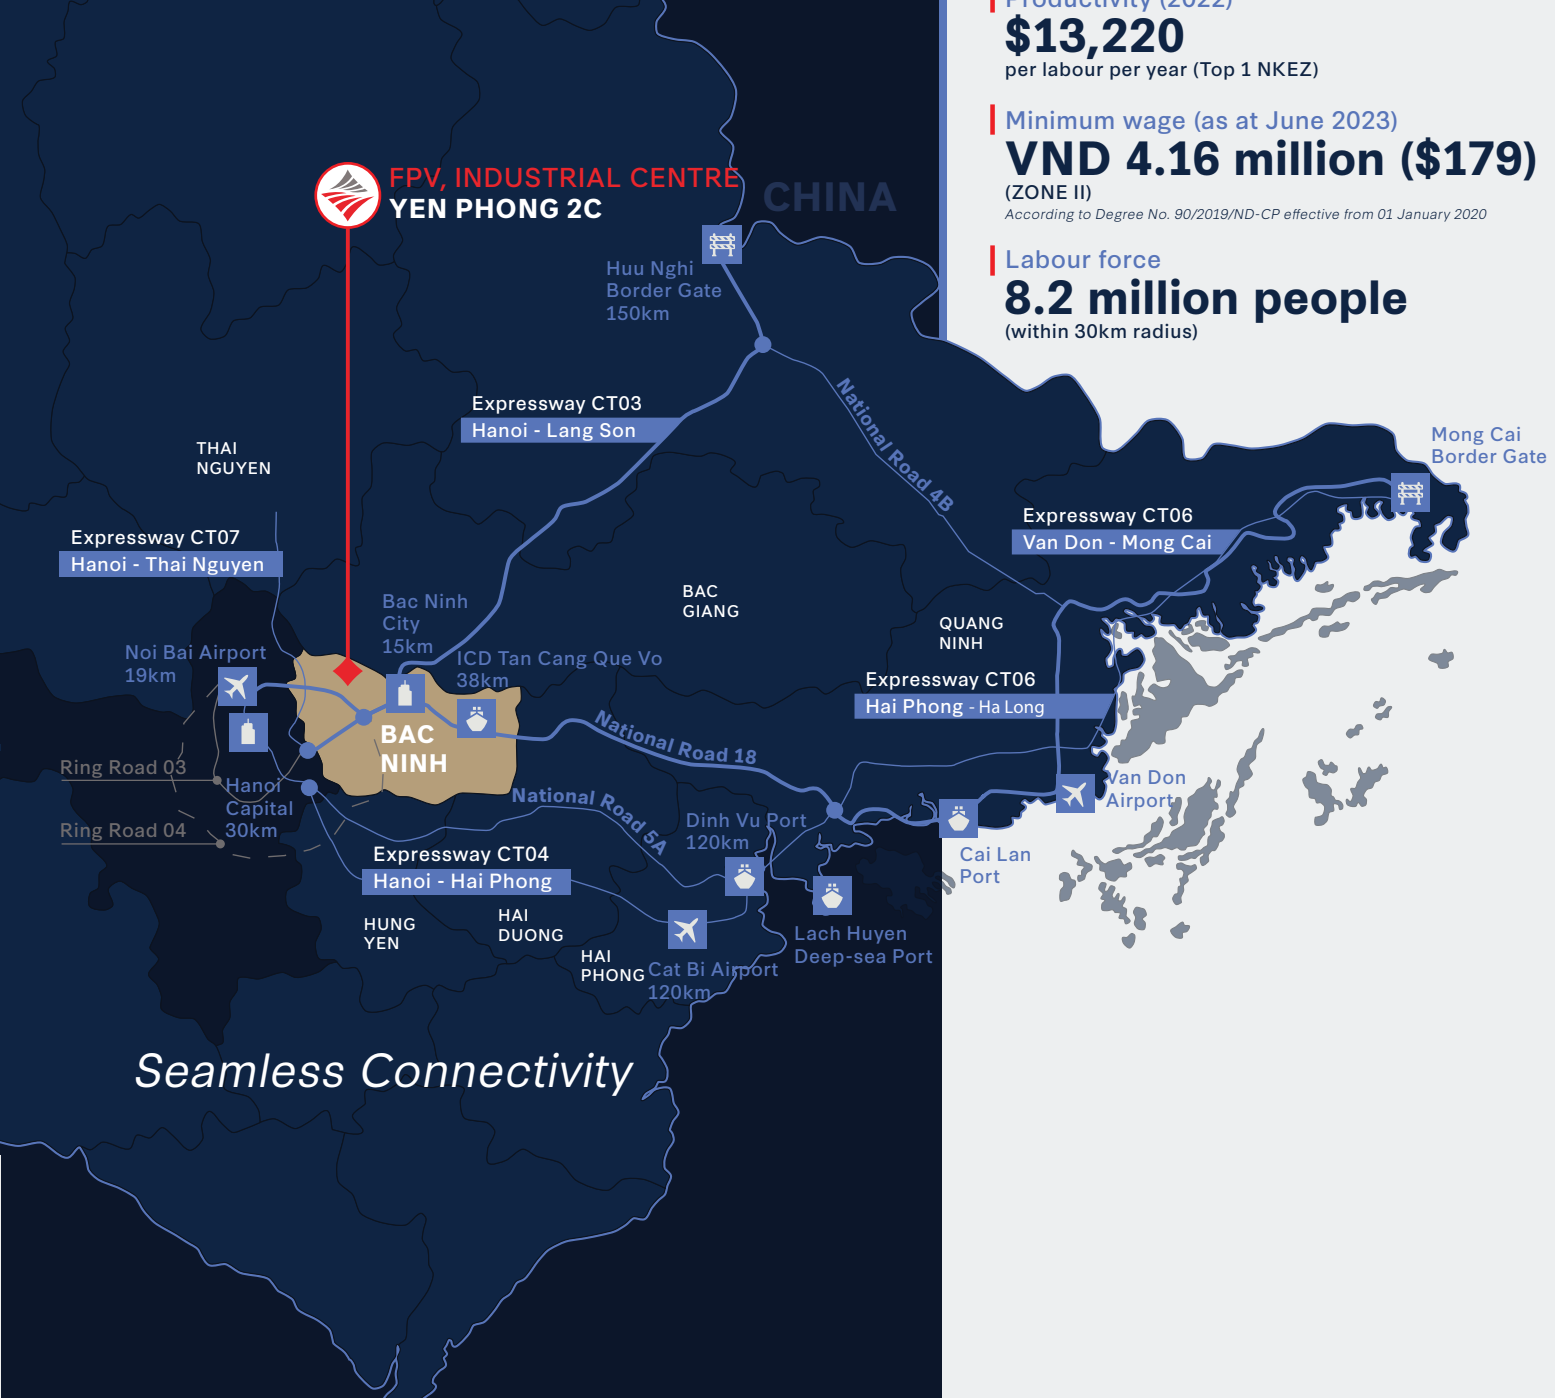 Productivity (2022)
$13,220
per labour per year (Top 1 NKEZ)
Minimum wage (as at June 2023)
VND 4.16 million ($179)
(ZONE II)
According to Degree No. 90/2019/ND-CP effective from 01 January 2020
Labour force
8.2 million people
(within 30km radius)
FPV, INDUSTRIAL CENTRE
YEN PHONG 2C
CHINA
Huu Nghi
Border Gate
150km
Expressway CT03
Hanoi - Lang Son
National Road 4B
Mong Cai
Border Gate
THAI
NGUYEN
Expressway CT06
Van Don - Mong Cai
Expressway CT07
Hanoi - Thai Nguyen
Bac Ninh
City
15km
BAC
GIANG
QUANG
NINH
Noi Bai Airport
19km
ICD Tan Cang Que Vo
38km
Expressway CT06
Hai Phong - Ha Long
BAC
NINH
National Road 18
Ring Road 03
Hanoi
Capital
30km
Van Don
Airport
National Road 5A
Ring Road 04
Dinh Vu Port
120km
Expressway CT04
Hanoi - Hai Phong
Cai Lan
Port
HUNG
YEN
HAI
DUONG
HAI
PHONG
Cat Bi Airport
120km
Lach Huyen
Deep-sea Port
Seamless Connectivity